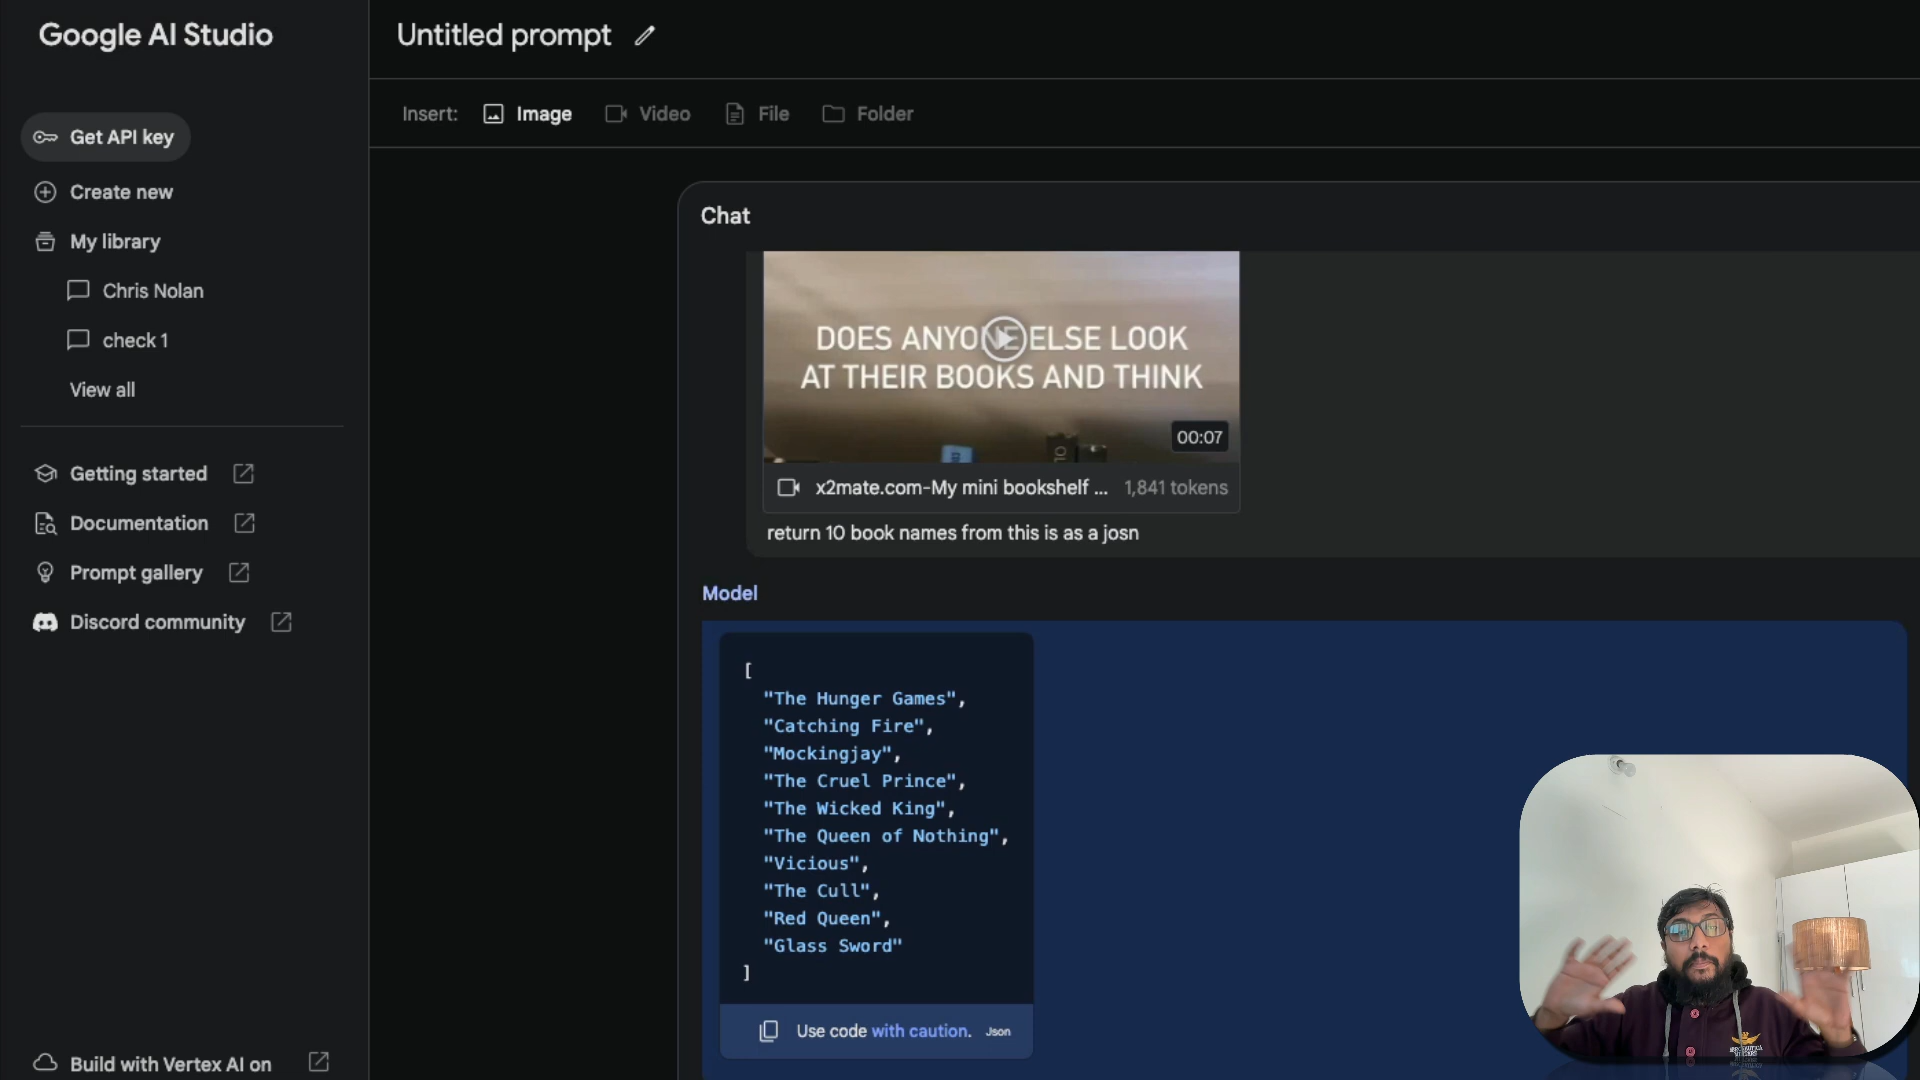 Google AI Studio
Get API key
Create new
My library
Chris Nolan
check 1
View all
Getting started
Documentation
Prompt gallery
Discord community
Build with Vertex AI on
Untitled prompt
Insert: Image Video File Folder
Chat
DOES ANYONE ELSE LOOK
AT THEIR BOOKS AND THINK
00:07
x2mate.com-My mini bookshelf ... 1,841 tokens
return 10 book names from this is as a josn
Model
[
"The Hunger Games",
"Catching Fire",
"Mockingjay",
"The Cruel Prince",
"The Wicked King",
"The Queen of Nothing",
"Vicious",
"The Cull",
"Red Queen",
"Glass Sword"
]
Use code with caution. Json